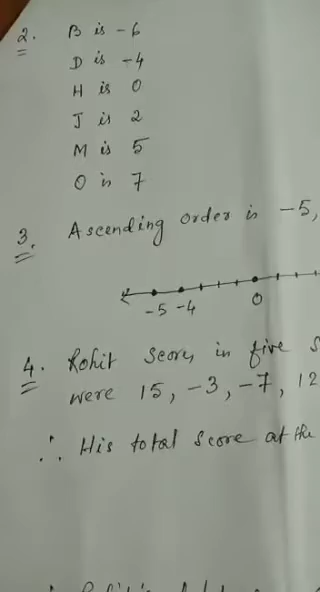 2. B is -6
D is -4
H is 0
J is 2
M is 5
O is 7
3. Ascending order is -5,
-5 -4 0
4. Rohit scores in five
were 15, -3, -7, 12
∴ His total score at the